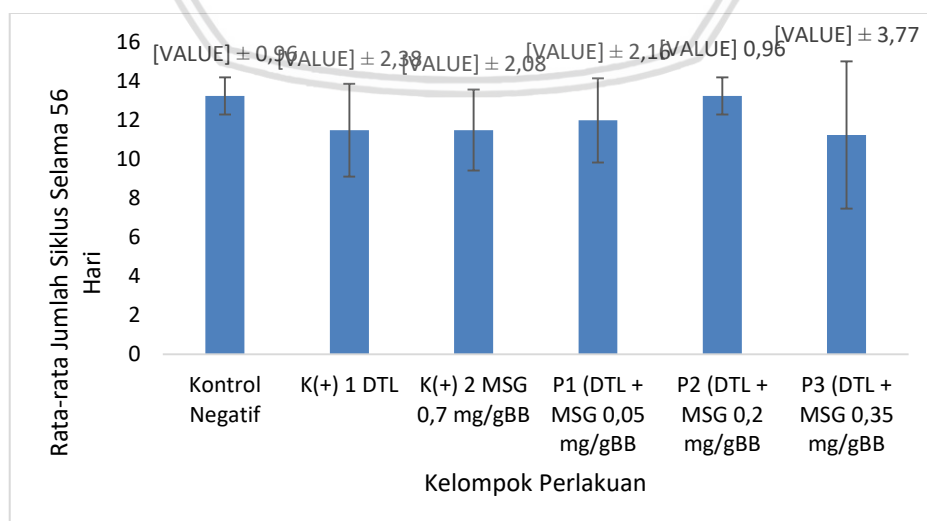 Rata-rata Jumlah Siklus Selama 56
Hari
16
14
12
10
8
6
4
2
0
[VALUE] ± 0,96
[VALUE] ± 2,38
[VALUE] ± 2,08
[VALUE] ± 2,16
[VALUE] 0,96
[VALUE] ± 3,77
Kontrol
Negatif
K(+) 1 DTL
K(+) 2 MSG
0,7 mg/gBB
P1 (DTL +
MSG 0,05
mg/gBB
P2 (DTL +
MSG 0,2
mg/gBB
P3 (DTL +
MSG 0,35
mg/gBB
Kelompok Perlakuan